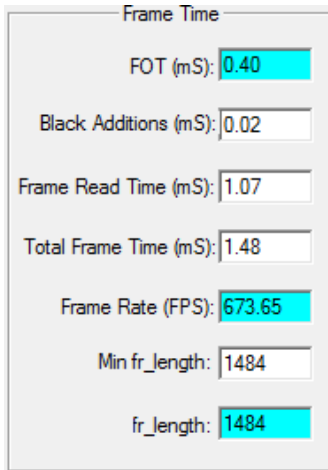 Frame Time
FOT (mS): 0.40
Black Additions (mS): 0.02
Frame Read Time (mS): 1.07
Total Frame Time (mS): 1.48
Frame Rate (FPS): 673.65
Min fr_length: 1484
fr_length: 1484